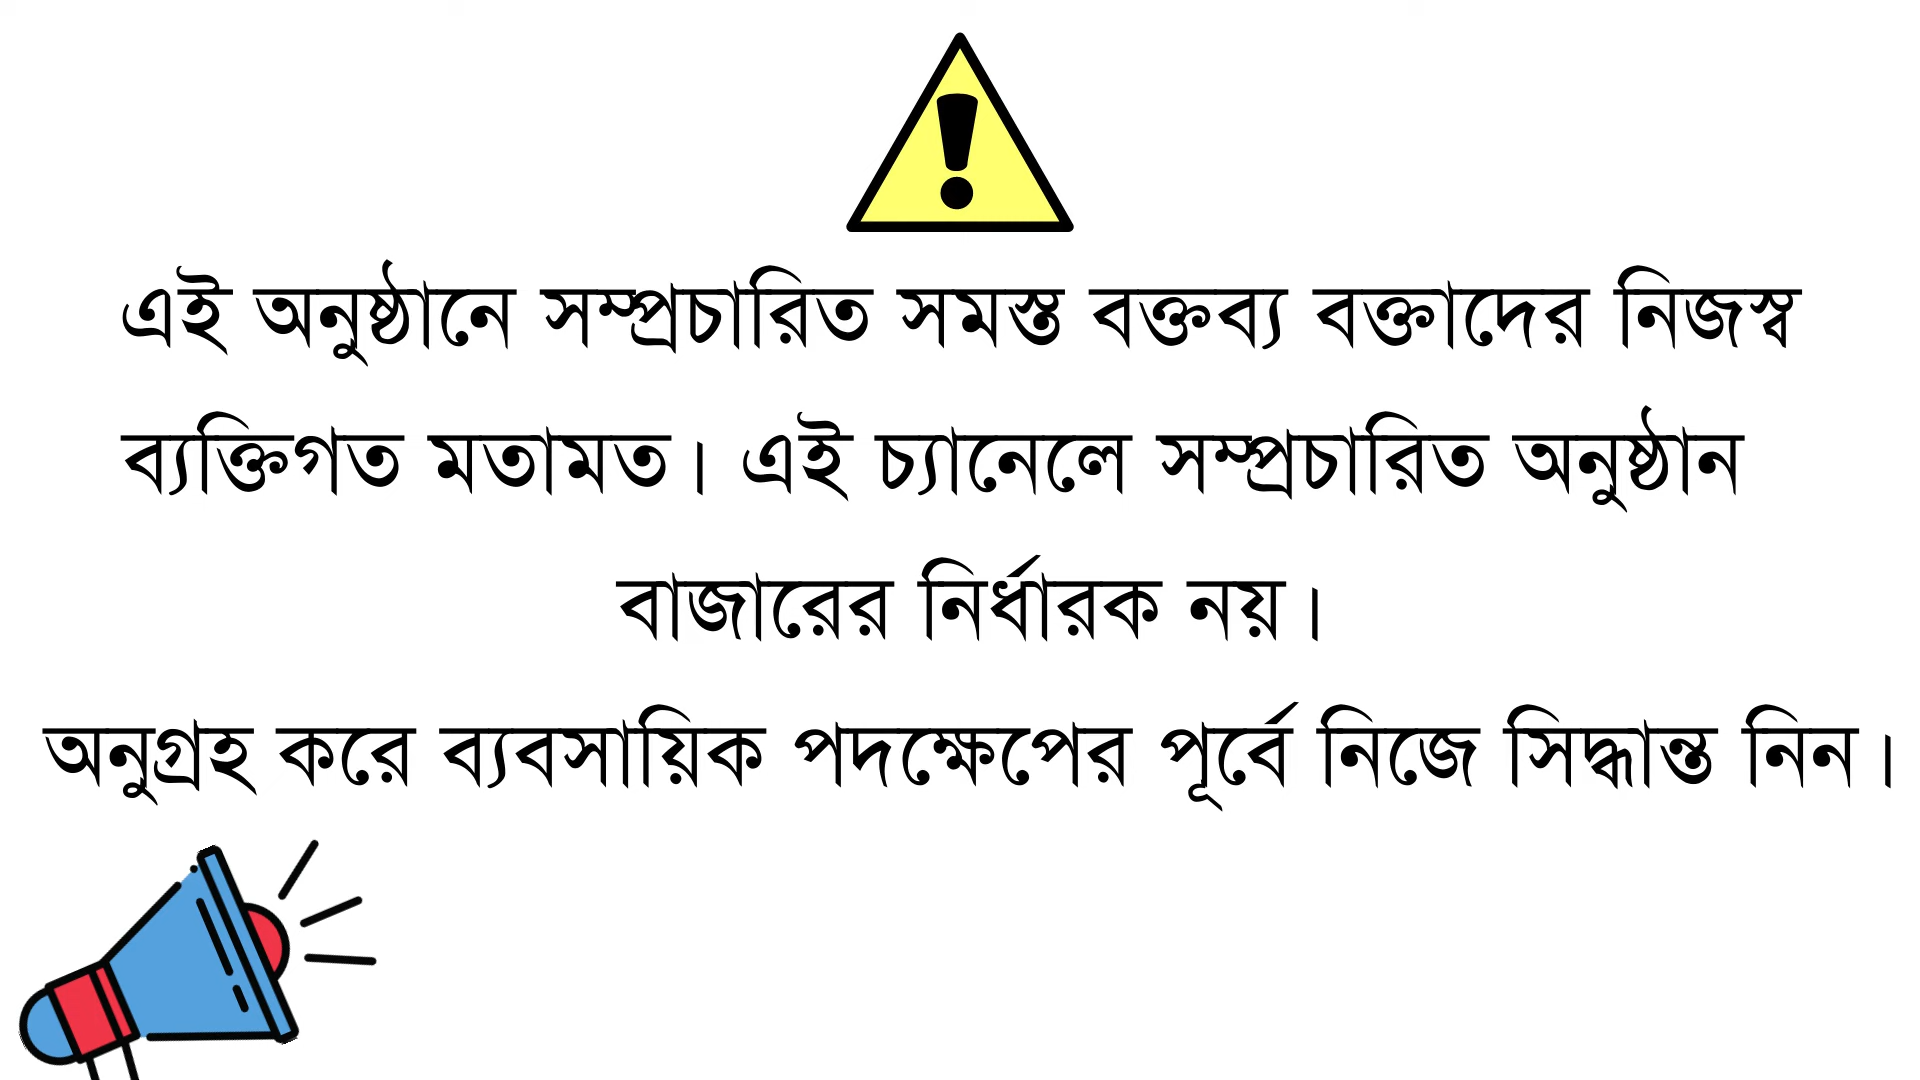 এই অনুষ্ঠানে সম্প্রচারিত সমস্ত বক্তব্য বক্তাদের নিজস্ব
ব্যক্তিগত মতামত। এই চ্যানেলে সম্প্রচারিত অনুষ্ঠান
বাজারের নির্ধারক নয়।
অনুগ্রহ করে ব্যবসায়িক পদক্ষেপের পূর্বে নিজে সিদ্ধান্ত নিন।